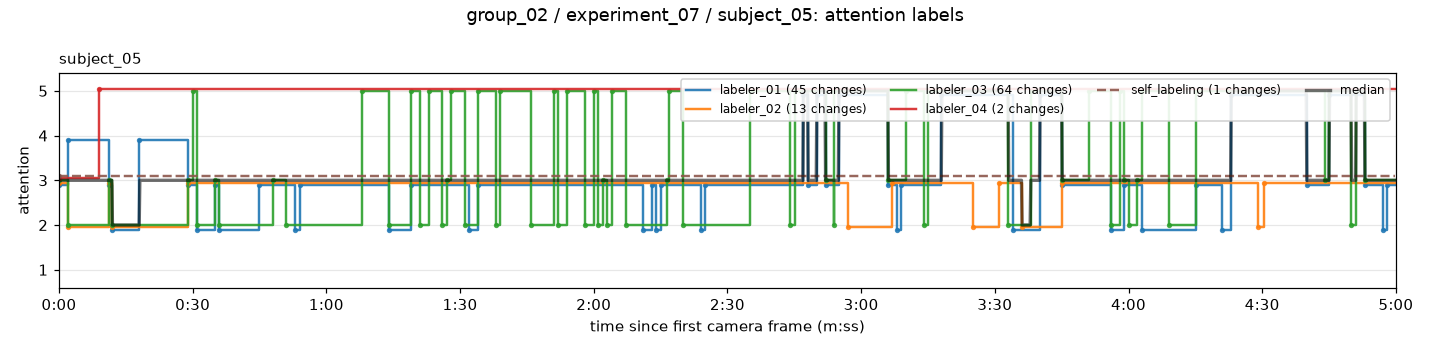 group_02 / experiment_07 / subject_05: attention labels
subject_05
labeler_01 (45 changes)
labeler_02 (13 changes)
labeler_03 (64 changes)
labeler_04 (2 changes)
self_labeling (1 changes)
median
attention
5
4
3
2
1
0:00 0:30 1:00 1:30 2:00 2:30 3:00 3:30 4:00 4:30 5:00
time since first camera frame (m:ss)